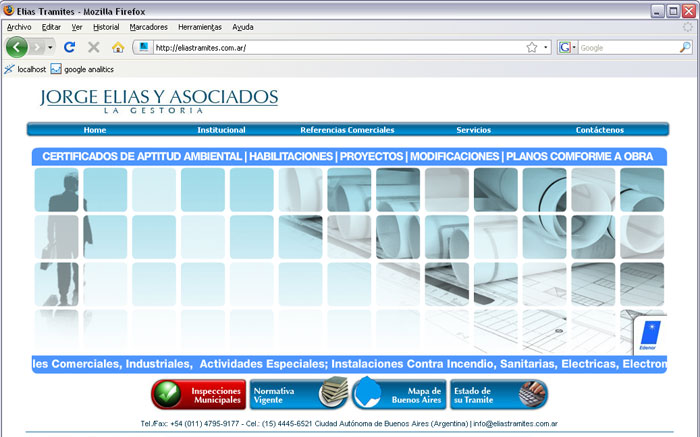 Elias Tramites - Mozilla Firefox
Archivo Editar Ver Historial Marcadores Herramientas Ayuda
http://eliastramites.com.ar/
Google
localhost google analitics
JORGE ELIAS Y ASOCIADOS
LA GESTORIA
Home Institucional Referencias Comerciales Servicios Contáctenos
CERTIFICADOS DE APTITUD AMBIENTAL | HABILITACIONES | PROYECTOS | MODIFICACIONES | PLANOS COMFORME A OBRA
Edenor
les Comerciales, Industriales, Actividades Especiales; Instalaciones Contra Incendio, Sanitarias, Electricas, Electron
Inspecciones
Municipales
Normativa
Vigente
Mapa de
Buenos Aires
Estado de
su Tramite
Tel./Fax: +54 (011) 4795-9177 - Cel.: (15) 4445-6521 Ciudad Autónoma de Buenos Aires (Argentina) | info@eliastramites.com.ar